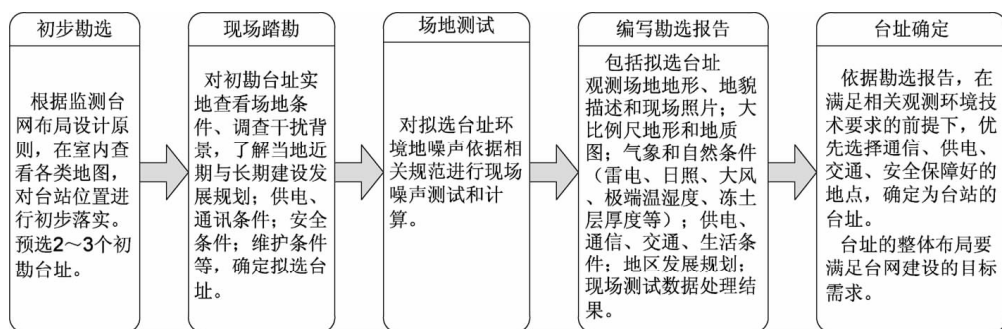 初步勘选
根据监测台
网布局设计原
则，在室内查
看各类地图，
对台站位置进
行初步落实。
预选2～3个初
勘台址。
现场踏勘
对初勘台址实
地查看场地条
件、调查干扰背
景，了解当地近
期与长期建设发
展规划；供电、
通讯条件；安全
条件；维护条件
等，确定拟选台
址。
场地测试
对拟选台址环
境地噪声依据相
关规范进行现场
噪声测试和计
算。
编写勘选报告
包括拟选台址
观测场地地形、地貌
描述和现场照片；大
比例尺地形和地质
图；气象和自然条件
（雷电、日照、大风、
极端温湿度、冻土
层厚度等）；供电、
通信、交通、生活条
件；地区发展规划；
现场测试数据处理结
果。
台址确定
依据勘选报告，在
满足相关观测环境技
术要求的前提下，优
先选择通信、供电、
交通、安全保障好的
地点，确定为台站的
台址。
台址的整体布局要
满足台网建设的目标
需求。